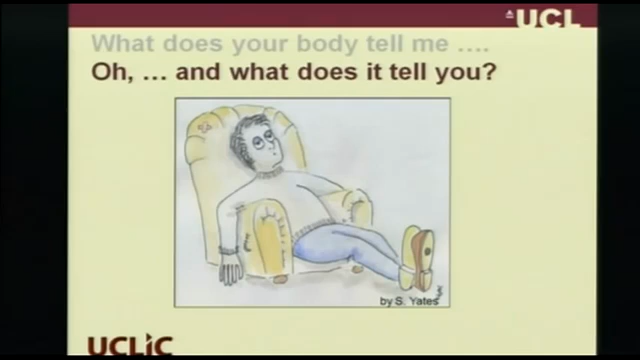 UCL
What does your body tell me ....
Oh, ... and what does it tell you?
by S. Yates
UCLIC